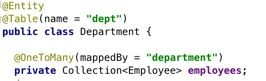 @Entity
@Table(name = "dept")
public class Department {
@OneToMany(mappedBy = "department")
private Collection<Employee> employees;